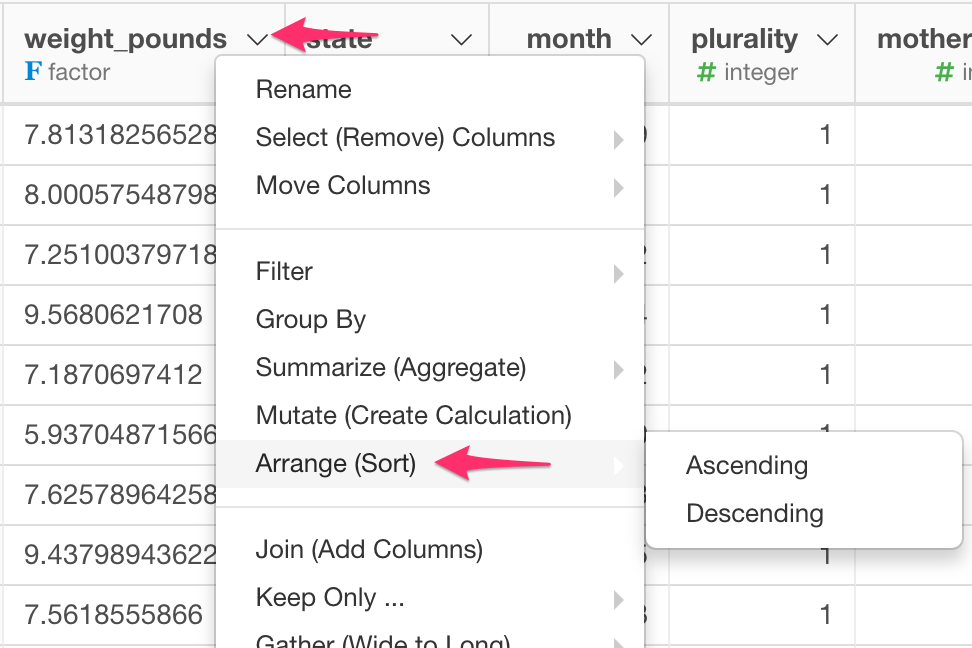 weight_pounds state month plurality mother
F factor # integer # i
7.81318256528 1
8.00057548798 1
7.25100379718 1
9.5680621708 1
7.1870697412 1
5.93704871566
7.62578964258
9.43798943622 1
7.5618555866 1
Rename
Select (Remove) Columns
Move Columns
Filter
Group By
Summarize (Aggregate)
Mutate (Create Calculation)
Arrange (Sort)
Join (Add Columns)
Keep Only ...
Gather (Wide to Long)
Ascending
Descending